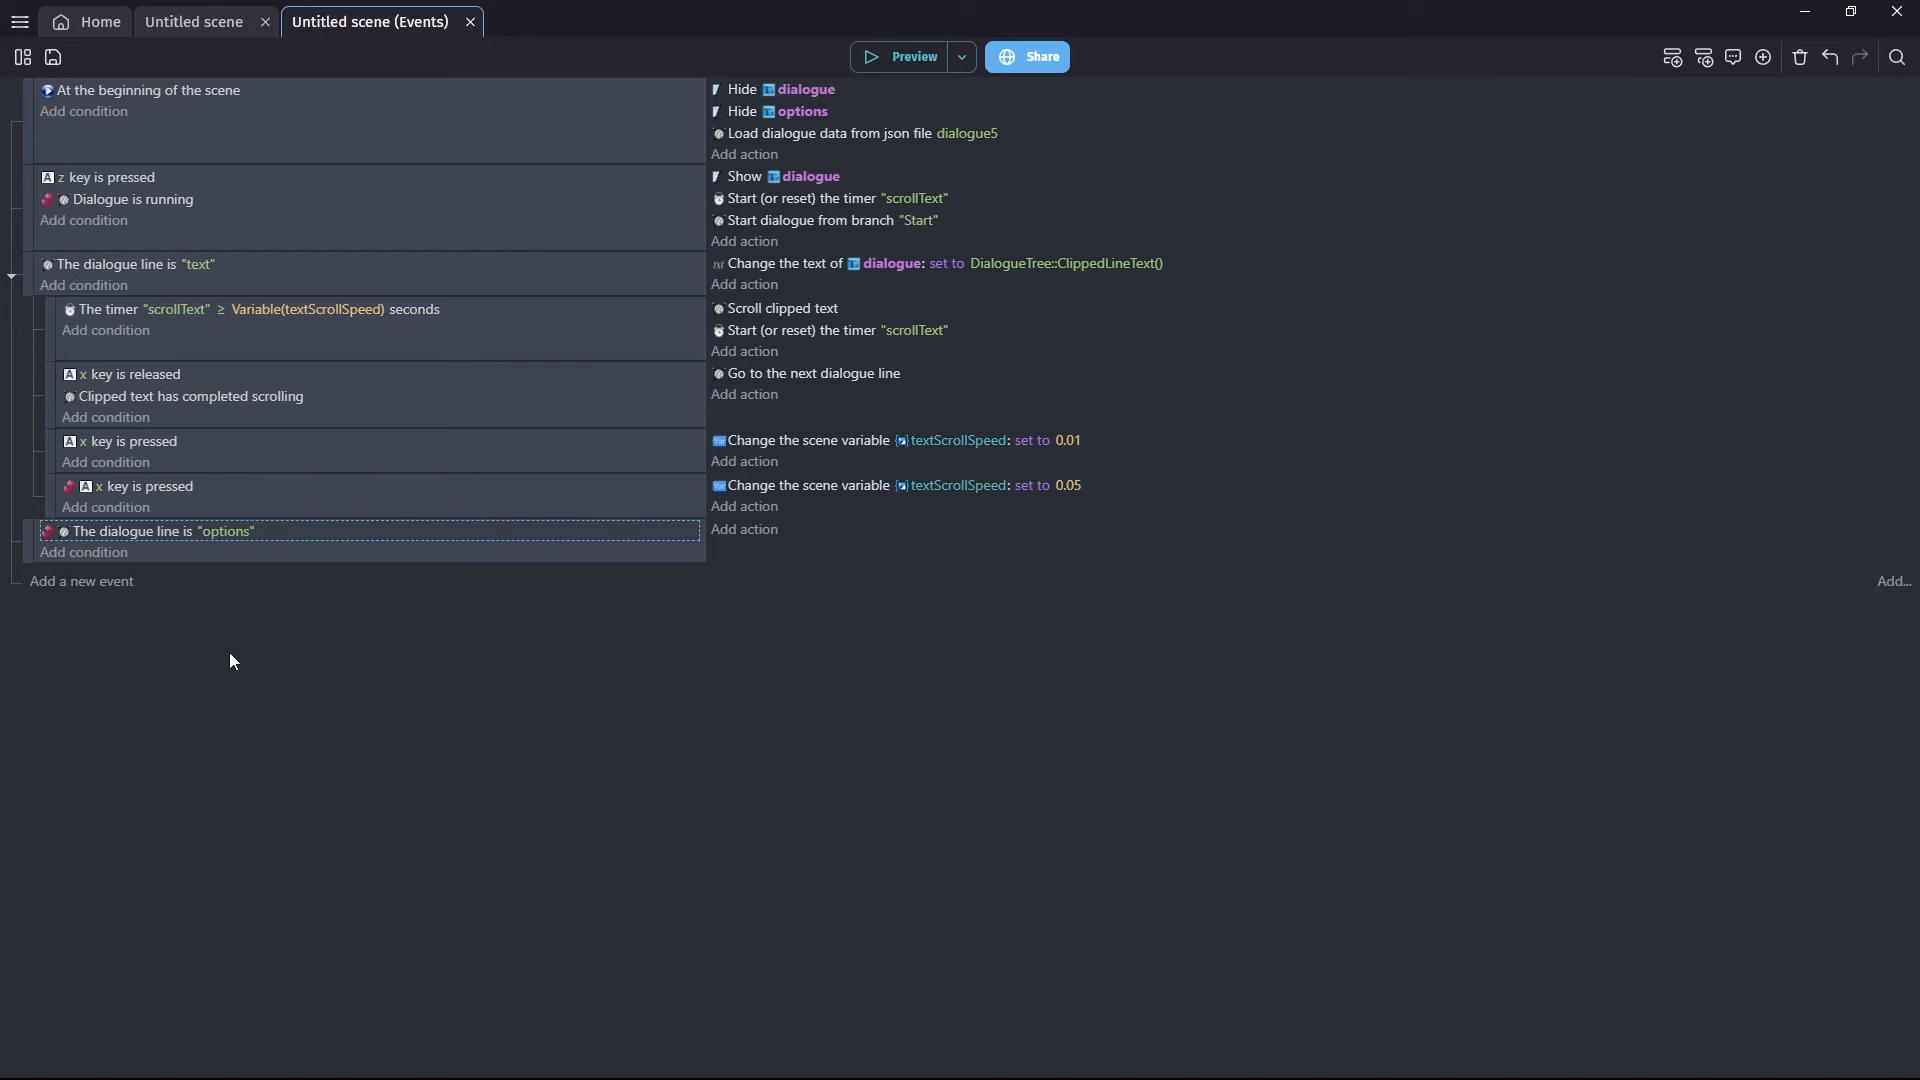 Home
Untitled scene
Untitled scene (Events)
Preview
Share
At the beginning of the scene
Add condition
Hide dialogue
Hide options
Load dialogue data from json file dialogue5
Add action
z key is pressed
Dialogue is running
Add condition
Show dialogue
Start (or reset) the timer "scrollText"
Start dialogue from branch "Start"
Add action
The dialogue line is "text"
Add condition
Change the text of dialogue: set to DialogueTree::ClippedLineText()
Add action
The timer "scrollText" ≥ Variable(textScrollSpeed) seconds
Add condition
Scroll clipped text
Start (or reset) the timer "scrollText"
Add action
x key is released
Clipped text has completed scrolling
Add condition
Go to the next dialogue line
Add action
x key is pressed
Add condition
Change the scene variable textScrollSpeed: set to 0.01
Add action
x key is pressed
Add condition
Change the scene variable textScrollSpeed: set to 0.05
Add action
The dialogue line is "options"
Add condition
Add action
Add a new event
Add...